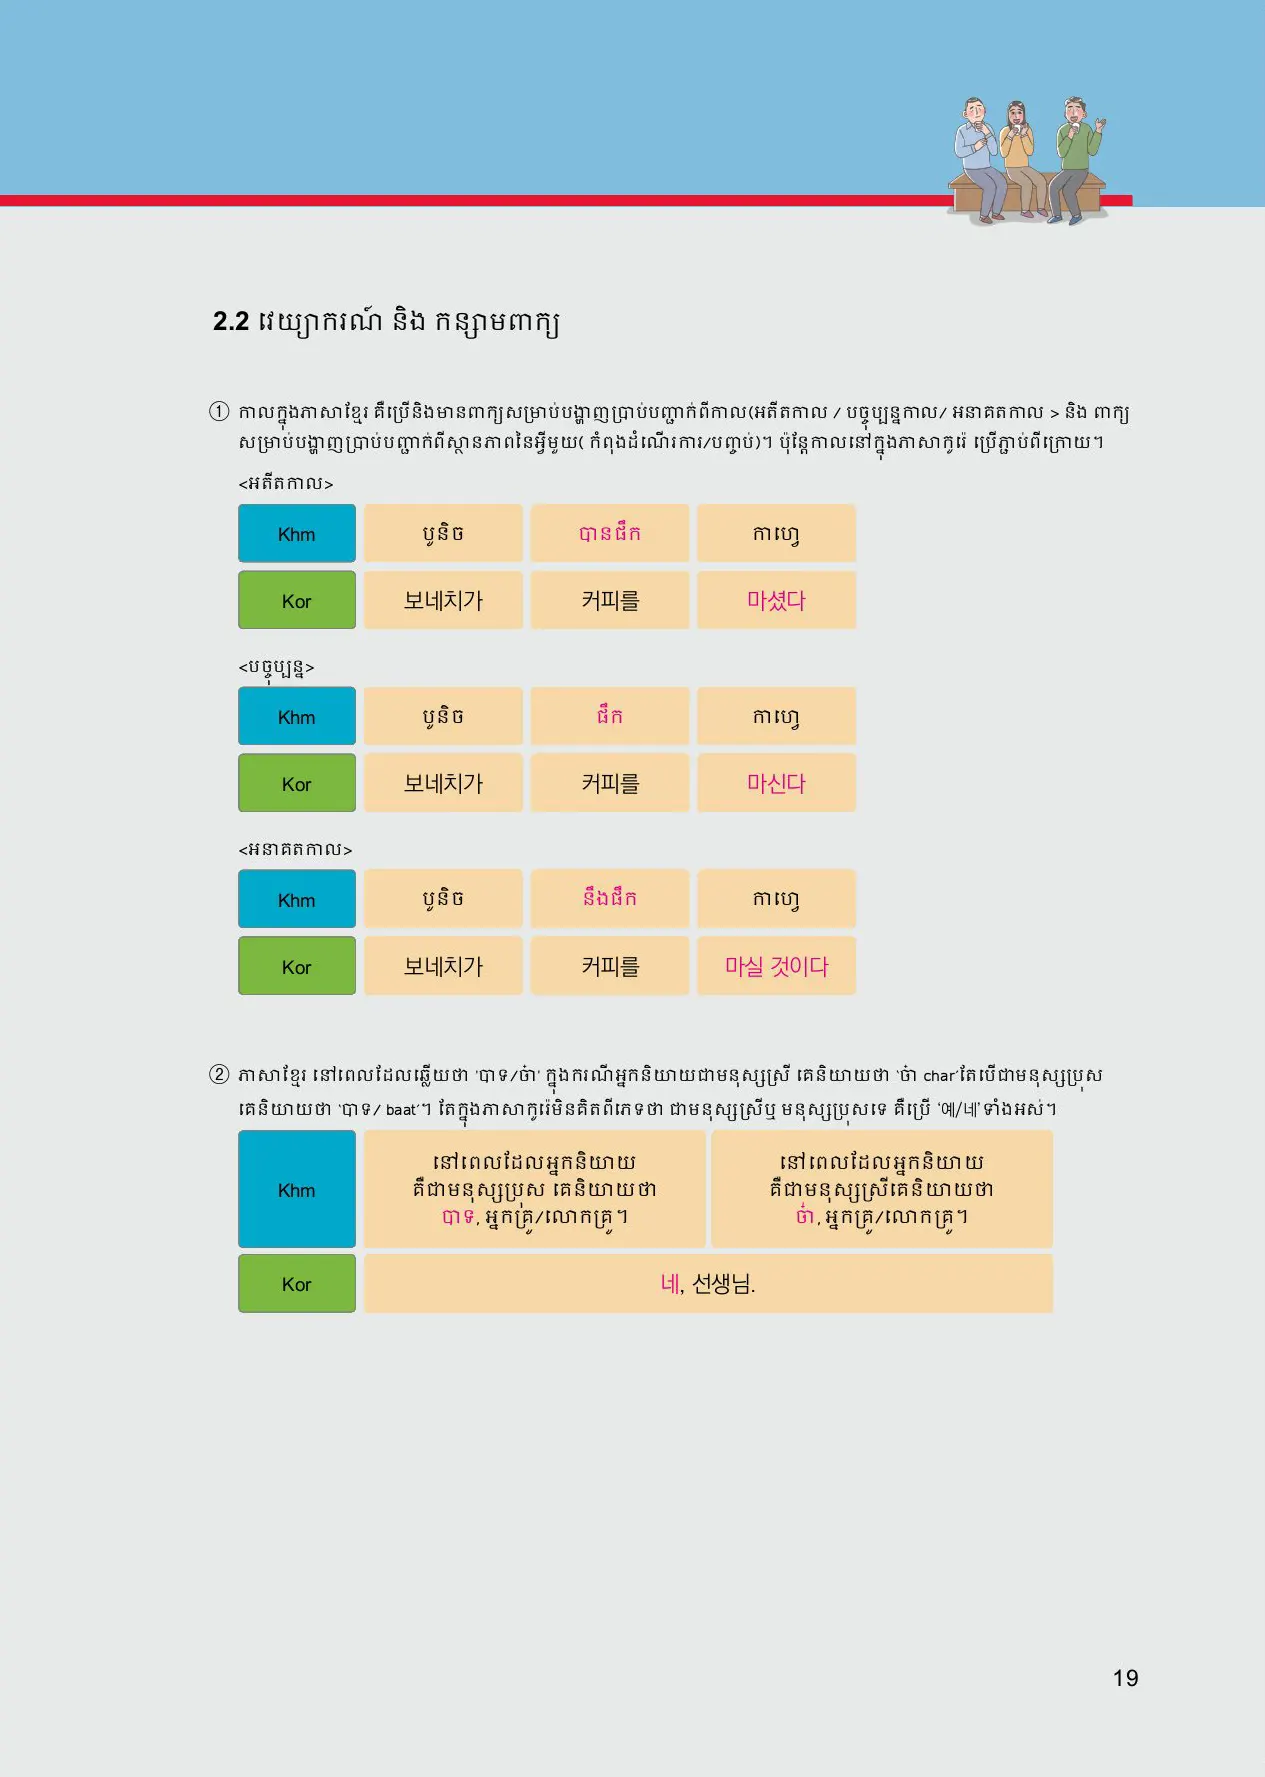 2.2 វេយ្យាករណ៍ និង កន្សោមពាក្យ
① កាលក្នុងភាសាខ្មែរ គឺប្រើនិងមានពាក្យសម្រាប់បង្ហាញប្រាប់បញ្ជាក់ពីកាល(អតីតកាល / បច្ចុប្បន្នកាល/ អនាគតកាល > និង ពាក្យ
សម្រាប់បង្ហាញប្រាប់បញ្ជាក់ពីស្ថានភាពនៃអ្វីមួយ( កំពុងដំណើរការ/បញ្ចប់)។ ប៉ុន្តែកាលនៅក្នុងភាសាកូរ៉េ ប្រើភ្ជាប់ពីក្រោយ។
<អតីតកាល>
Khm បូនិច បានផឹក កាហ្វេ
Kor 보네치가 커피를 마셨다
<បច្ចុប្បន្ន>
Khm បូនិច ផឹក កាហ្វេ
Kor 보네치가 커피를 마신다
<អនាគតកាល>
Khm បូនិច នឹងផឹក កាហ្វេ
Kor 보네치가 커피를 마실 것이다
② ភាសាខ្មែរ នៅពេលដែលឆ្លើយថា 'បាទ/ច៎ា' ក្នុងករណីអ្នកនិយាយជាមនុស្សស្រី គេនិយាយថា 'ច៎ា char'តែបើជាមនុស្សប្រុស
គេនិយាយថា 'បាទ/ baat'។ តែក្នុងភាសាកូរ៉េមិនគិតពីភេទថា ជាមនុស្សស្រីឬ មនុស្សប្រុសទេ គឺប្រើ '예/네'ទាំងអស់។
Khm
នៅពេលដែលអ្នកនិយាយ
គឺជាមនុស្សប្រុស គេនិយាយថា
បាទ, អ្នកគ្រូ/លោកគ្រូ។
នៅពេលដែលអ្នកនិយាយ
គឺជាមនុស្សស្រីគេនិយាយថា
ច៎ា, អ្នកគ្រូ/លោកគ្រូ។
Kor 네, 선생님.
19